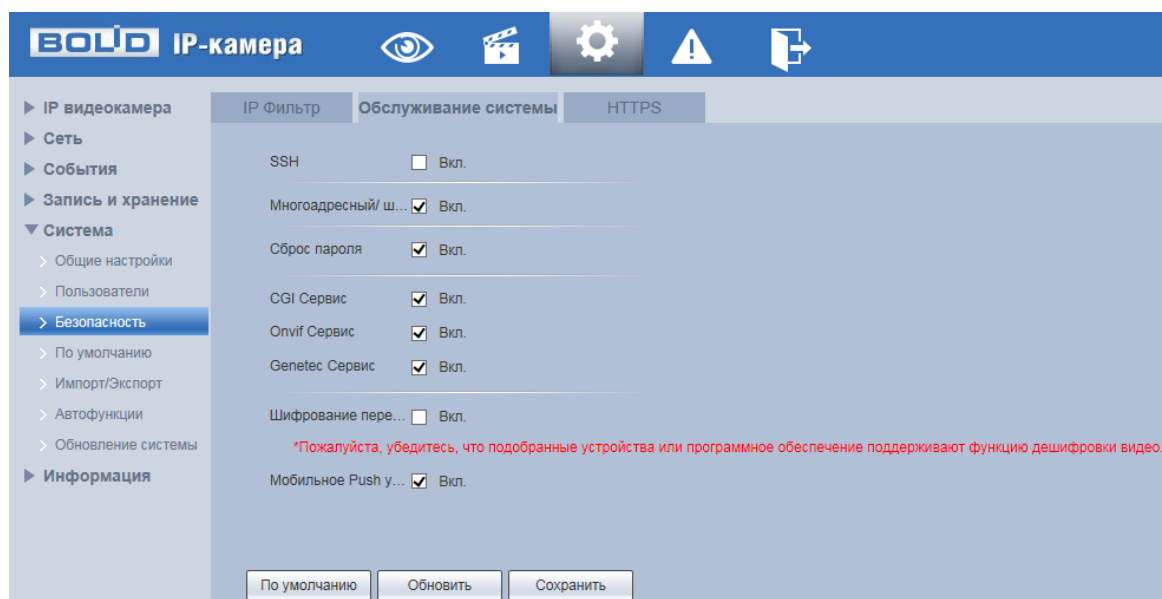 BOLID IP-камера
IP видеокамера
Сеть
События
Запись и хранение
Система
Общие настройки
Пользователи
Безопасность
По умолчанию
Импорт/Экспорт
Автофункции
Обновление системы
Информация
IP Фильтр Обслуживание системы HTTPS
SSH Вкл.
Многоадресный/ ш... Вкл.
Сброс пароля Вкл.
CGI Сервис Вкл.
Onvif Сервис Вкл.
Genetec Сервис Вкл.
Шифрование пере... Вкл.
*Пожалуйста, убедитесь, что подобранные устройства или программное обеспечение поддерживают функцию дешифровки видео.
Мобильное Push у... Вкл.
По умолчанию Обновить Сохранить